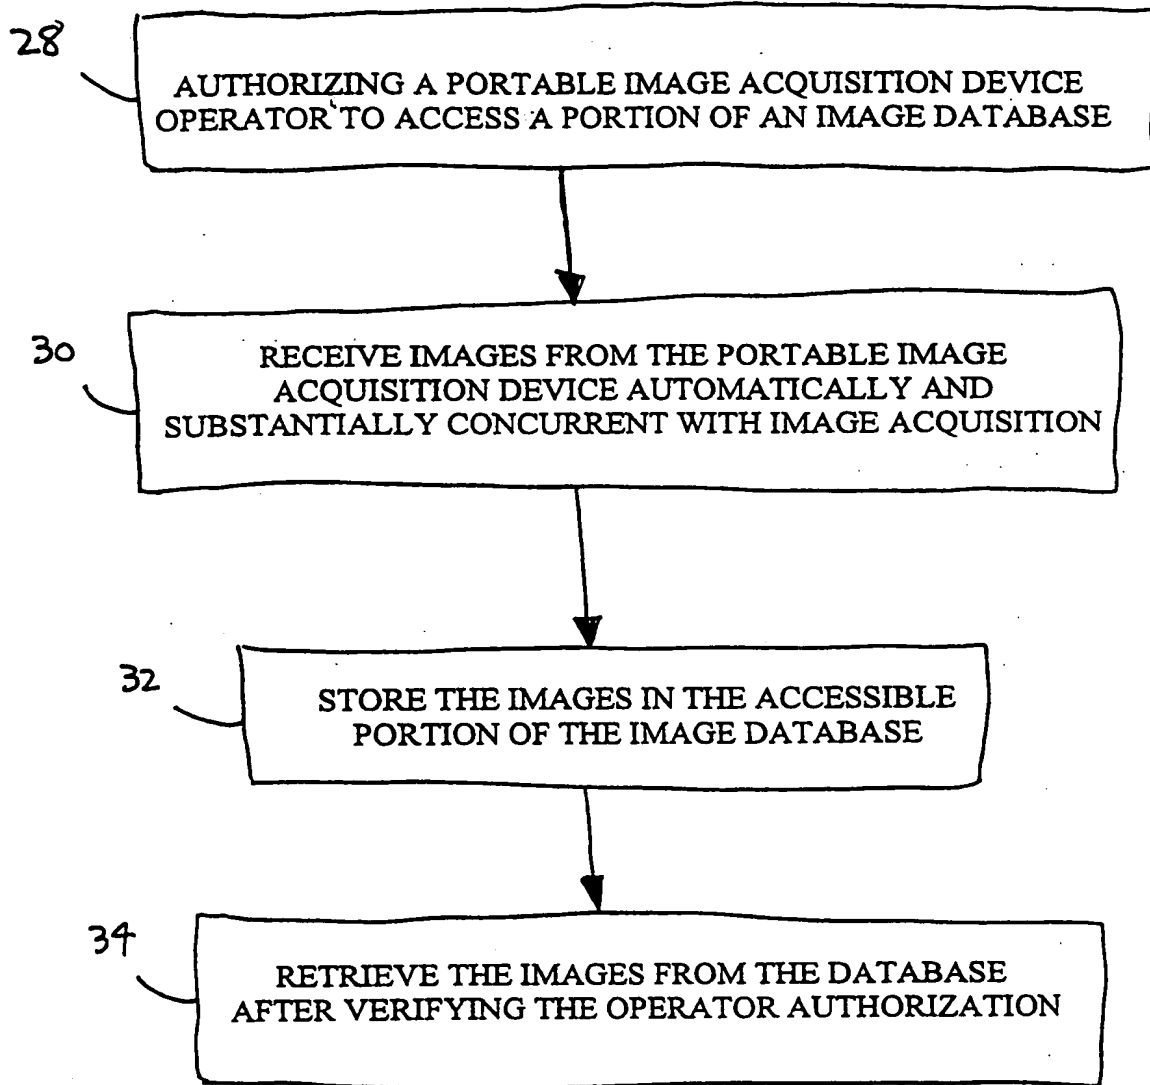 28
AUTHORIZING A PORTABLE IMAGE ACQUISITION DEVICE
OPERATOR TO ACCESS A PORTION OF AN IMAGE DATABASE
30
RECEIVE IMAGES FROM THE PORTABLE IMAGE
ACQUISITION DEVICE AUTOMATICALLY AND
SUBSTANTIALLY CONCURRENT WITH IMAGE ACQUISITION
32
STORE THE IMAGES IN THE ACCESSIBLE
PORTION OF THE IMAGE DATABASE
34
RETRIEVE THE IMAGES FROM THE DATABASE
AFTER VERIFYING THE OPERATOR AUTHORIZATION